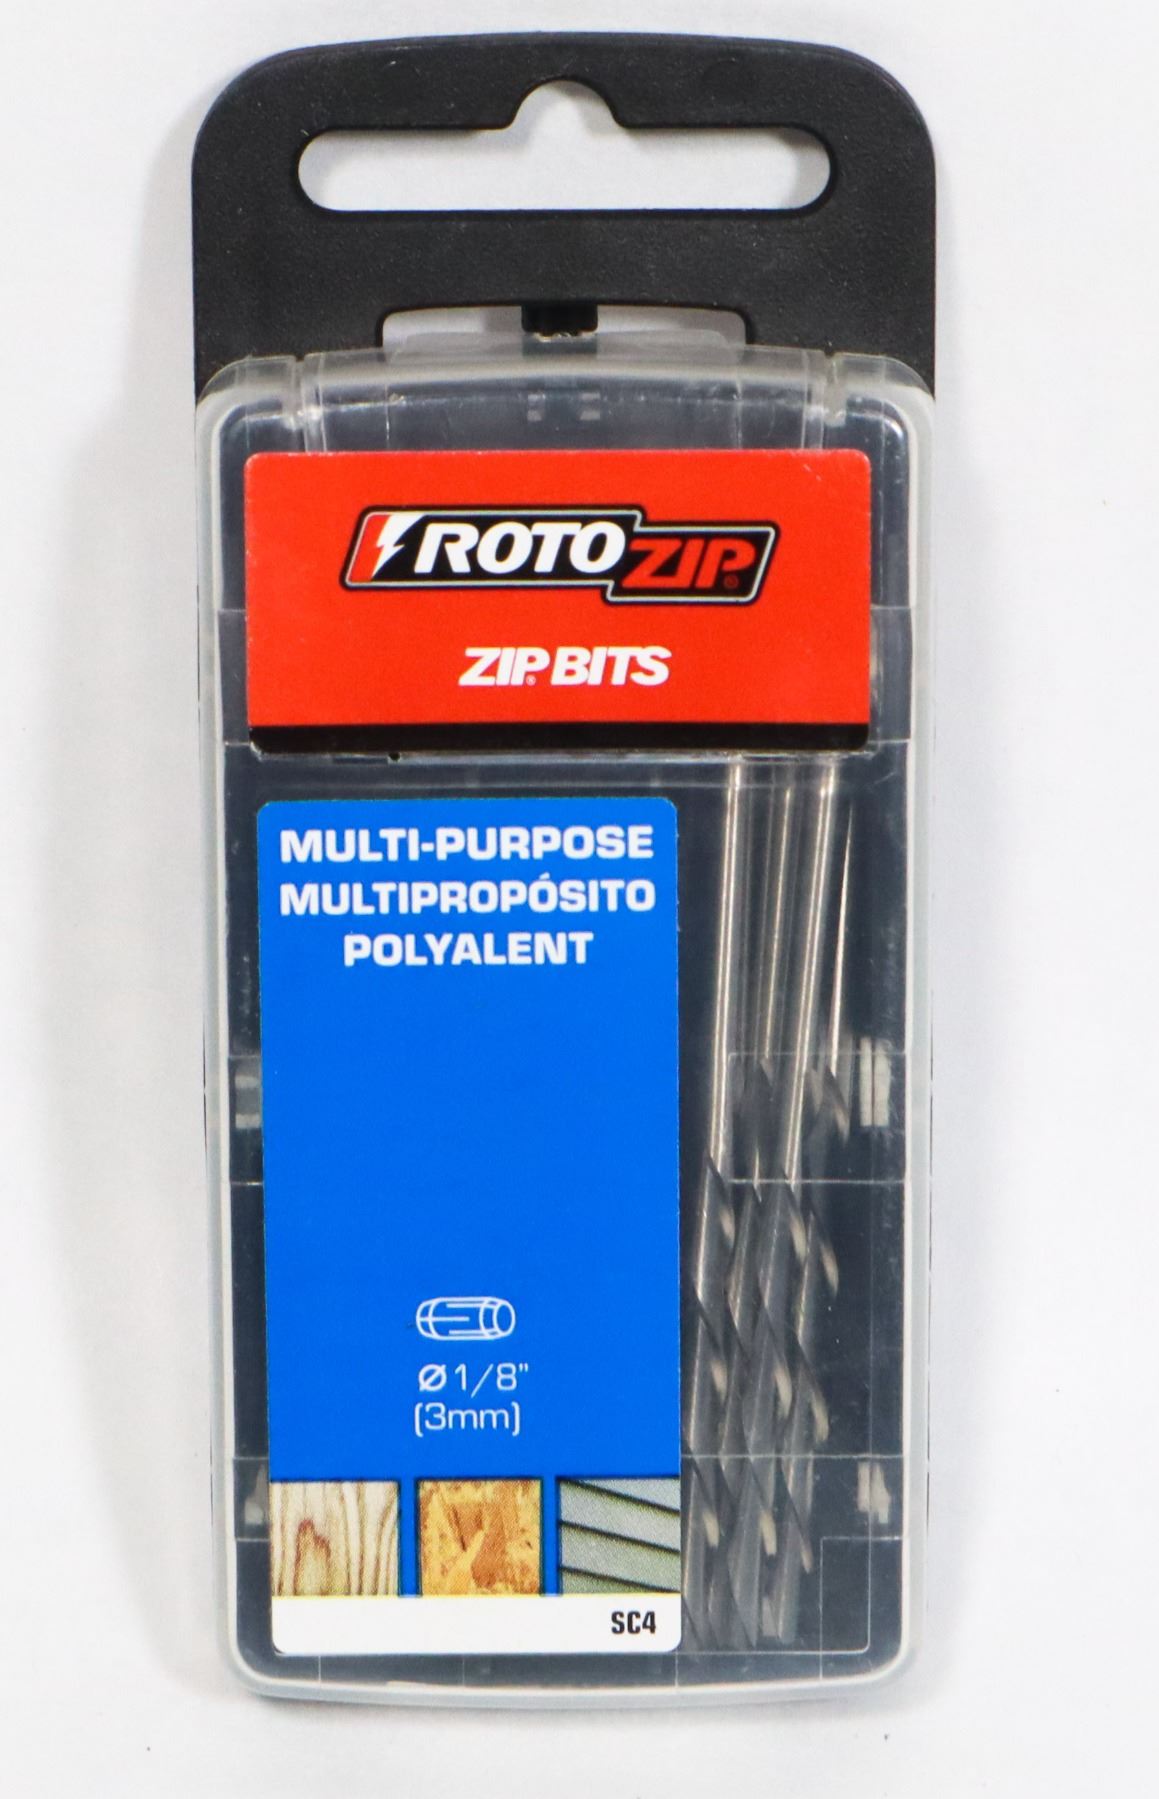 ROTOZIP®
ZIP® BITS
MULTI-PURPOSE
MULTIPROPÓSITO
POLYALENT
Ø 1/8"
(3mm)
SC4